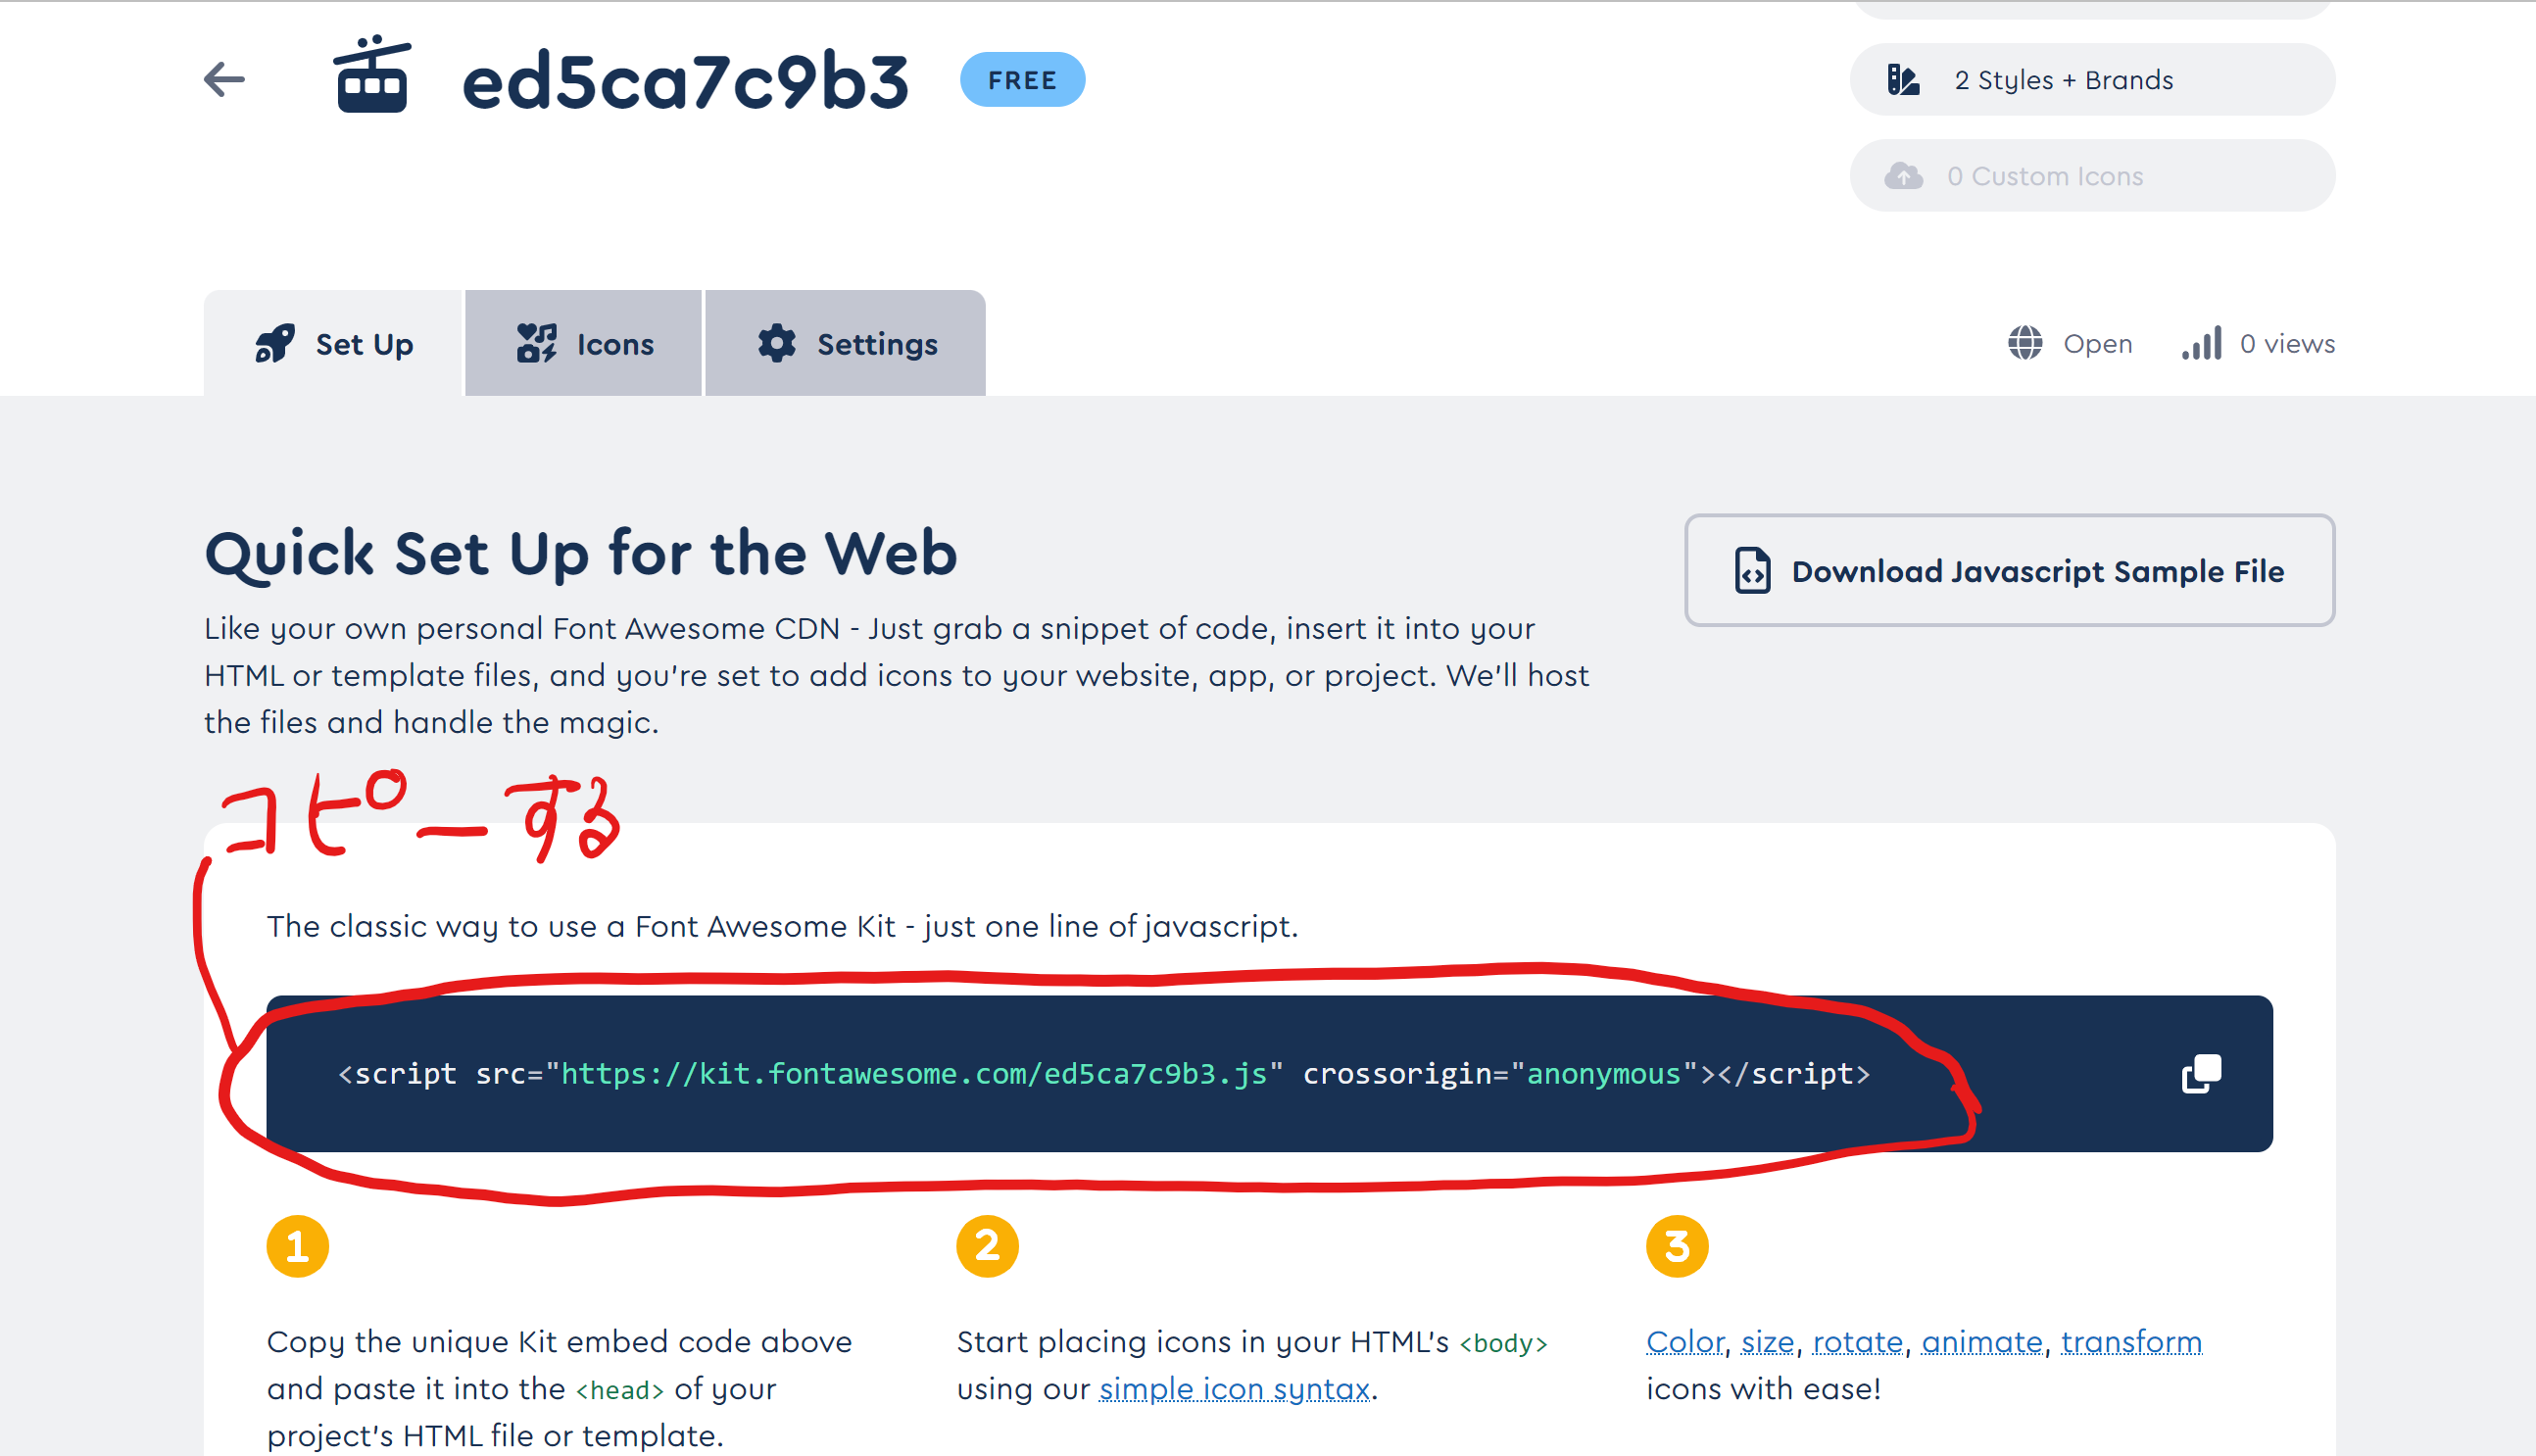 ed5ca7c9b3 FREE
2 Styles + Brands
0 Custom Icons
Set Up Icons Settings Open 0 views
Quick Set Up for the Web
Download Javascript Sample File
Like your own personal Font Awesome CDN - Just grab a snippet of code, insert it into your
HTML or template files, and you're set to add icons to your website, app, or project. We'll host
the files and handle the magic.
コピーする
The classic way to use a Font Awesome Kit - just one line of javascript.
<script src="https://kit.fontawesome.com/ed5ca7c9b3.js" crossorigin="anonymous"></script>
1
Copy the unique Kit embed code above
and paste it into the <head> of your
project's HTML file or template.
2
Start placing icons in your HTML's <body>
using our simple icon syntax.
3
Color, size, rotate, animate, transform
icons with ease!